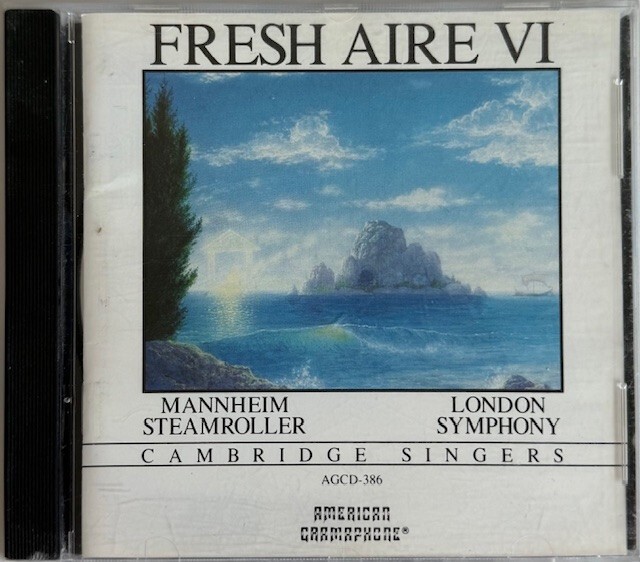 FRESH AIRE VI
MANNHEIM
STEAMROLLER
LONDON
SYMPHONY
CAMBRIDGE SINGERS
AGCD-386
AMERICAN
GRAMAPHONE®